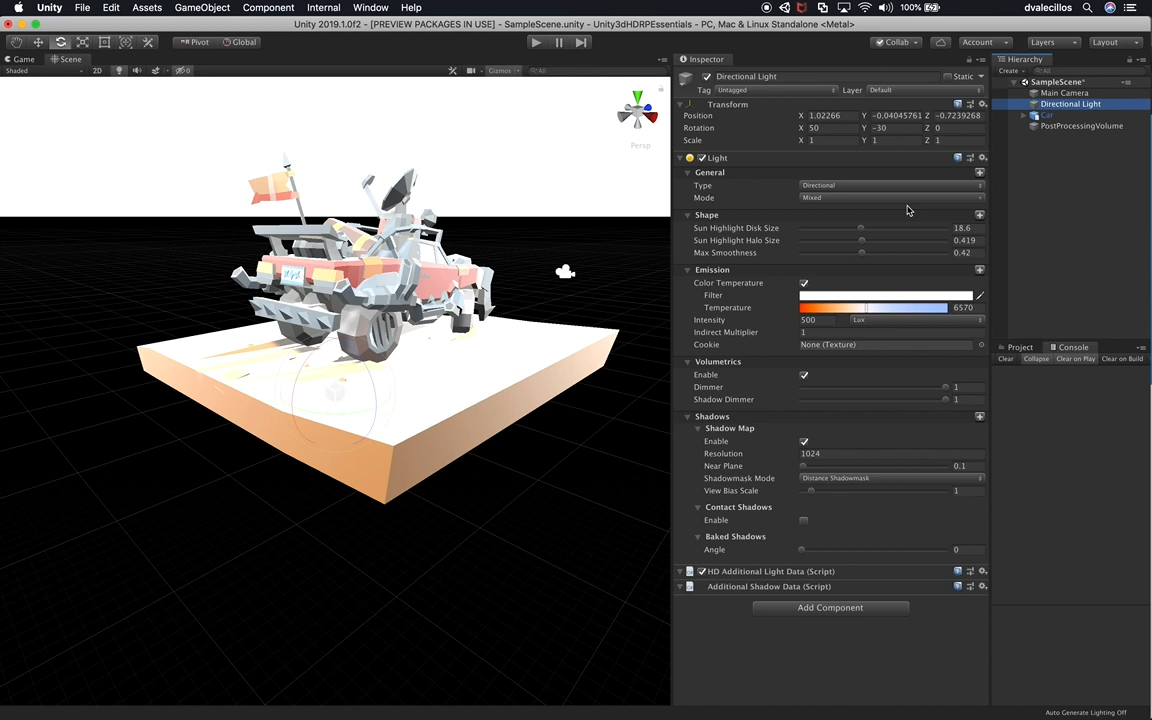 Unity File Edit Assets GameObject Component Internal Window Help 100% dvalecillos
Unity 2019.1.0f2 - [PREVIEW PACKAGES IN USE] - SampleScene.unity - Unity3dHDRPEssentials - PC, Mac & Linux Standalone <Metal>
Pivot Global Collab Account Layers Layout
Game Scene
Shaded 2D 0 Gizmos All
Persp
Inspector
Directional Light Static
Tag Untagged Layer Default
Transform
Position X 1.02266 Y -0.04045761 Z -0.7239268
Rotation X 50 Y -30 Z 0
Scale X 1 Y 1 Z 1
Light
General
Type Directional
Mode Mixed
Shape
Sun Highlight Disk Size 18.6
Sun Highlight Halo Size 0.419
Max Smoothness 0.42
Emission
Color Temperature
Filter
Temperature 6570
Intensity 500 Lux
Indirect Multiplier 1
Cookie None (Texture)
Volumetrics
Enable
Dimmer 1
Shadow Dimmer 1
Shadows
Shadow Map
Enable
Resolution 1024
Near Plane 0.1
Shadowmask Mode Distance Shadowmask
View Bias Scale 1
Contact Shadows
Enable
Baked Shadows
Angle 0
HD Additional Light Data (Script)
Additional Shadow Data (Script)
Add Component
Hierarchy
Create All
SampleScene*
Main Camera
Directional Light
Car
PostProcessingVolume
Project Console
Clear Collapse Clear on Play Clear on Build
Auto Generate Lighting Off